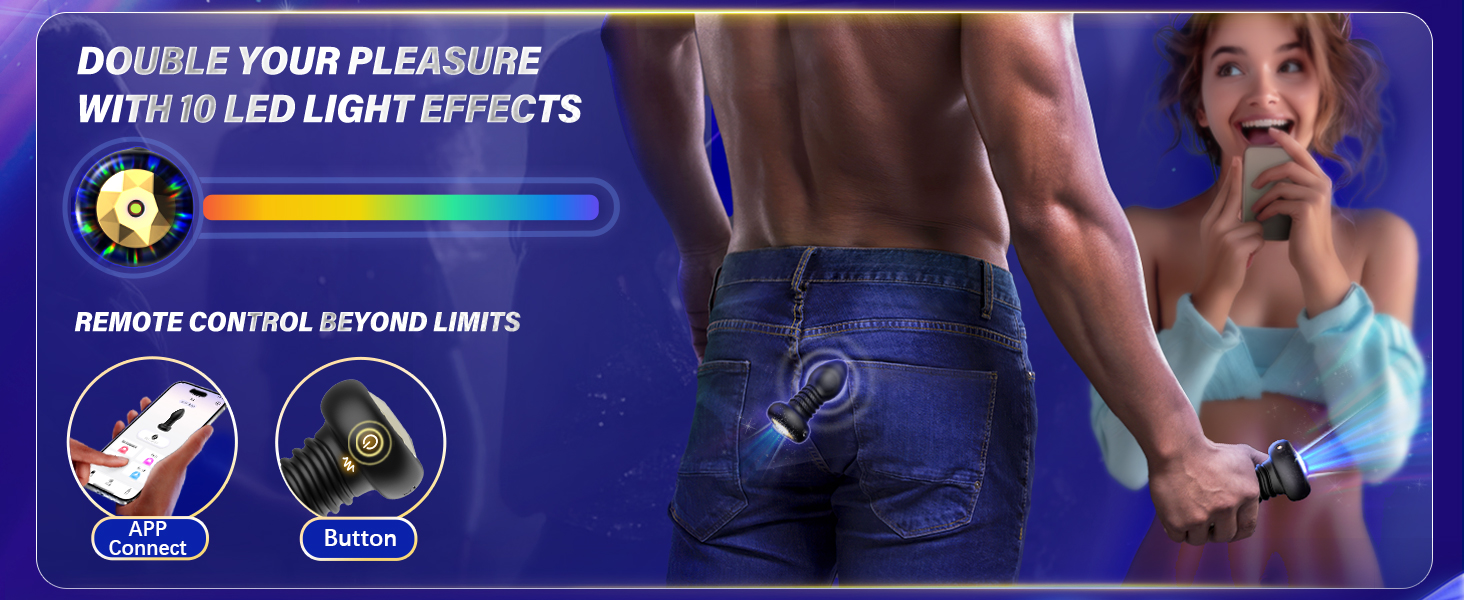 DOUBLE YOUR PLEASURE
WITH 10 LED LIGHT EFFECTS
REMOTE CONTROL BEYOND LIMITS
APP
Connect
Button